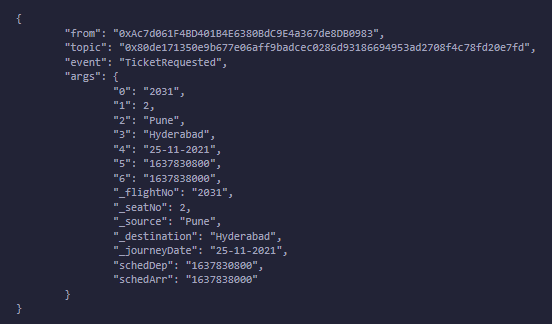 {
"from": "0xAc7d061F4BD401B4E6380BdC9E4a367de8DB0983",
"topic": "0x80de171350e9b677e06aff9badcec0286d93186694953ad2708f4c78fd20e7fd",
"event": "TicketRequested",
"args": {
"0": "2031",
"1": 2,
"2": "Pune",
"3": "Hyderabad",
"4": "25-11-2021",
"5": "1637830800",
"6": "1637838000",
"_flightNo": "2031",
"_seatNo": 2,
"_source": "Pune",
"_destination": "Hyderabad",
"_journeyDate": "25-11-2021",
"schedDep": "1637830800",
"schedArr": "1637838000"
}
}